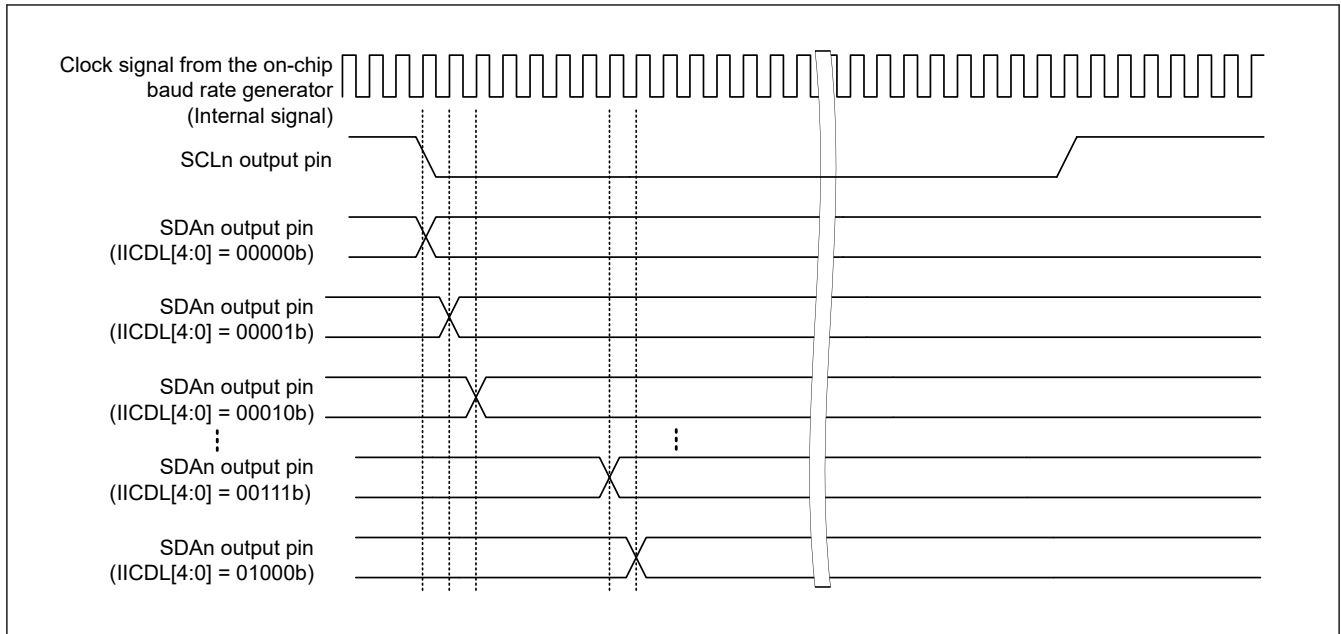 Clock signal from the on-chip
baud rate generator
(Internal signal)
SCLn output pin
SDAn output pin
(IICDL[4:0] = 00000b)
SDAn output pin
(IICDL[4:0] = 00001b)
SDAn output pin
(IICDL[4:0] = 00010b)
SDAn output pin
(IICDL[4:0] = 00111b)
SDAn output pin
(IICDL[4:0] = 01000b)